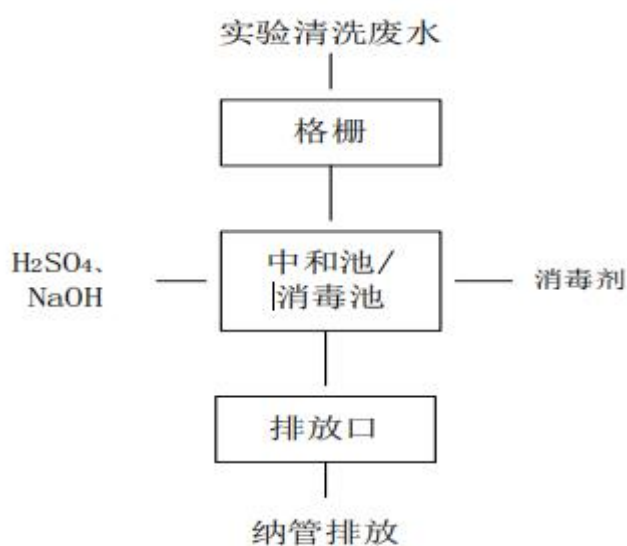 实验清洗废水
格栅
H₂SO₄、
NaOH
中和池/
消毒池
消毒剂
排放口
纳管排放